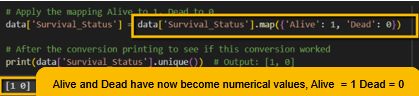 # Apply the mapping Alive to 1, Dead to 0
data['Survival_Status'] = data['Survival_Status'].map({'Alive': 1, 'Dead': 0})
# After the conversion printing to see if this conversion worked
print(data['Survival_Status'].unique())  # Output: [1, 0]
[1 0]
Alive and Dead have now become numerical values, Alive = 1 Dead = 0